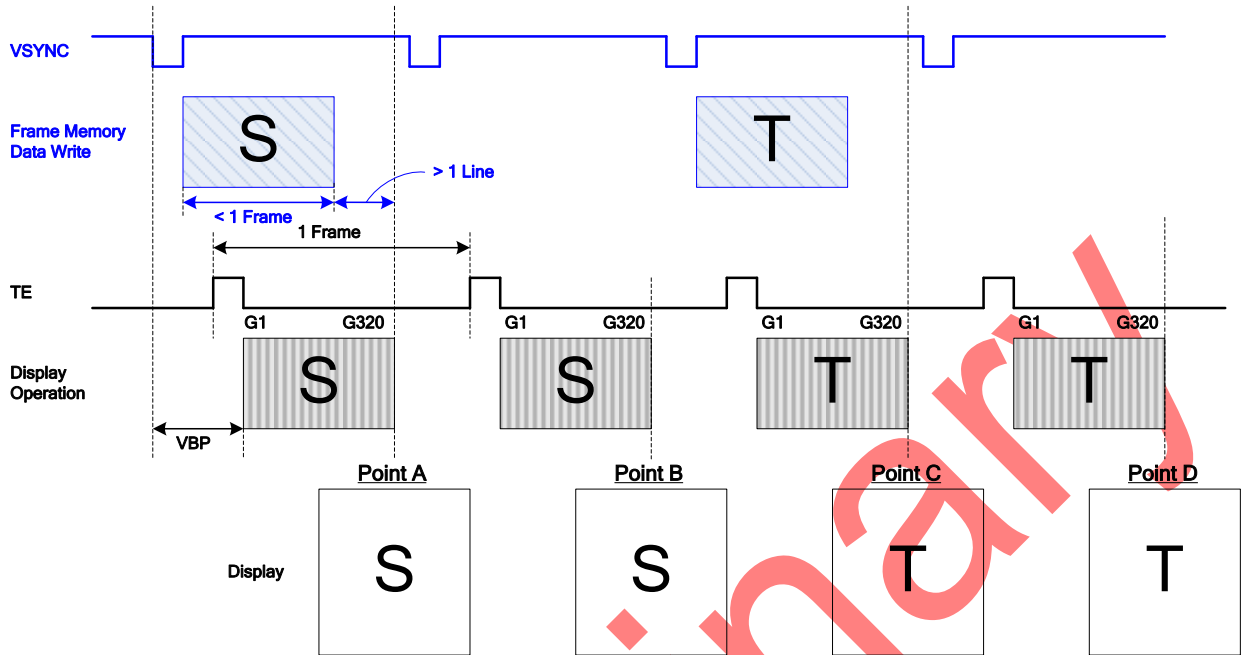 VSYNC
Frame Memory
Data Write
S
T
> 1 Line
< 1 Frame
1 Frame
TE
G1 G320 G1 G320 G1 G320 G1 G320
Display
Operation
S S T T
VBP
Point A Point B Point C Point D
Display
S S T T
inary